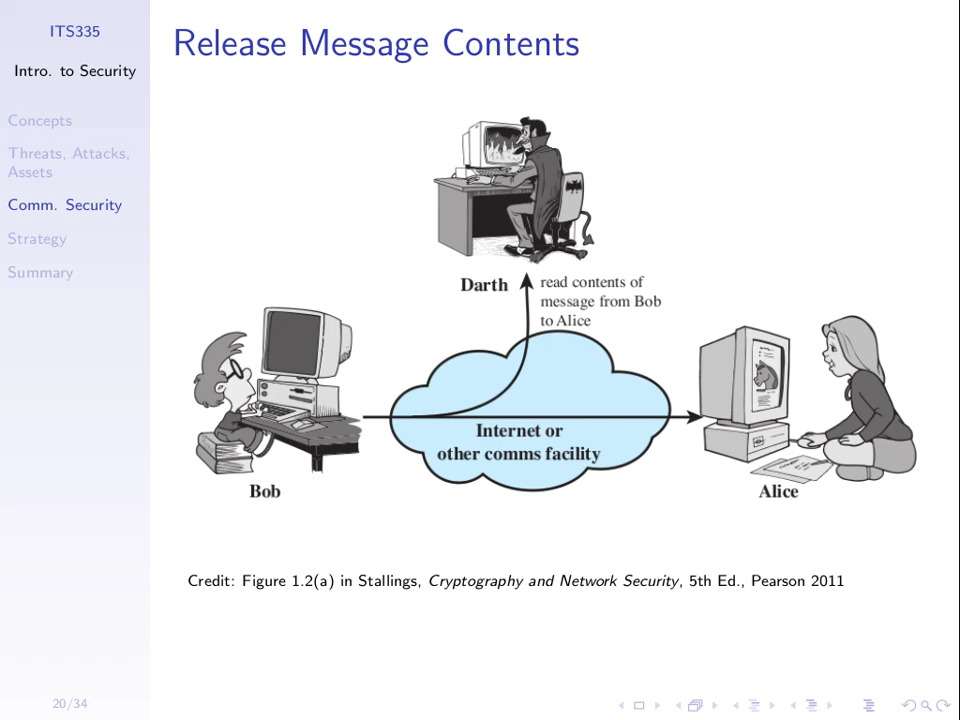 ITS335
Intro. to Security
Concepts
Threats, Attacks,
Assets
Comm. Security
Strategy
Summary
20/34
Release Message Contents
Darth
read contents of
message from Bob
to Alice
Internet or
other comms facility
Bob
Alice
Credit: Figure 1.2(a) in Stallings, Cryptography and Network Security, 5th Ed., Pearson 2011